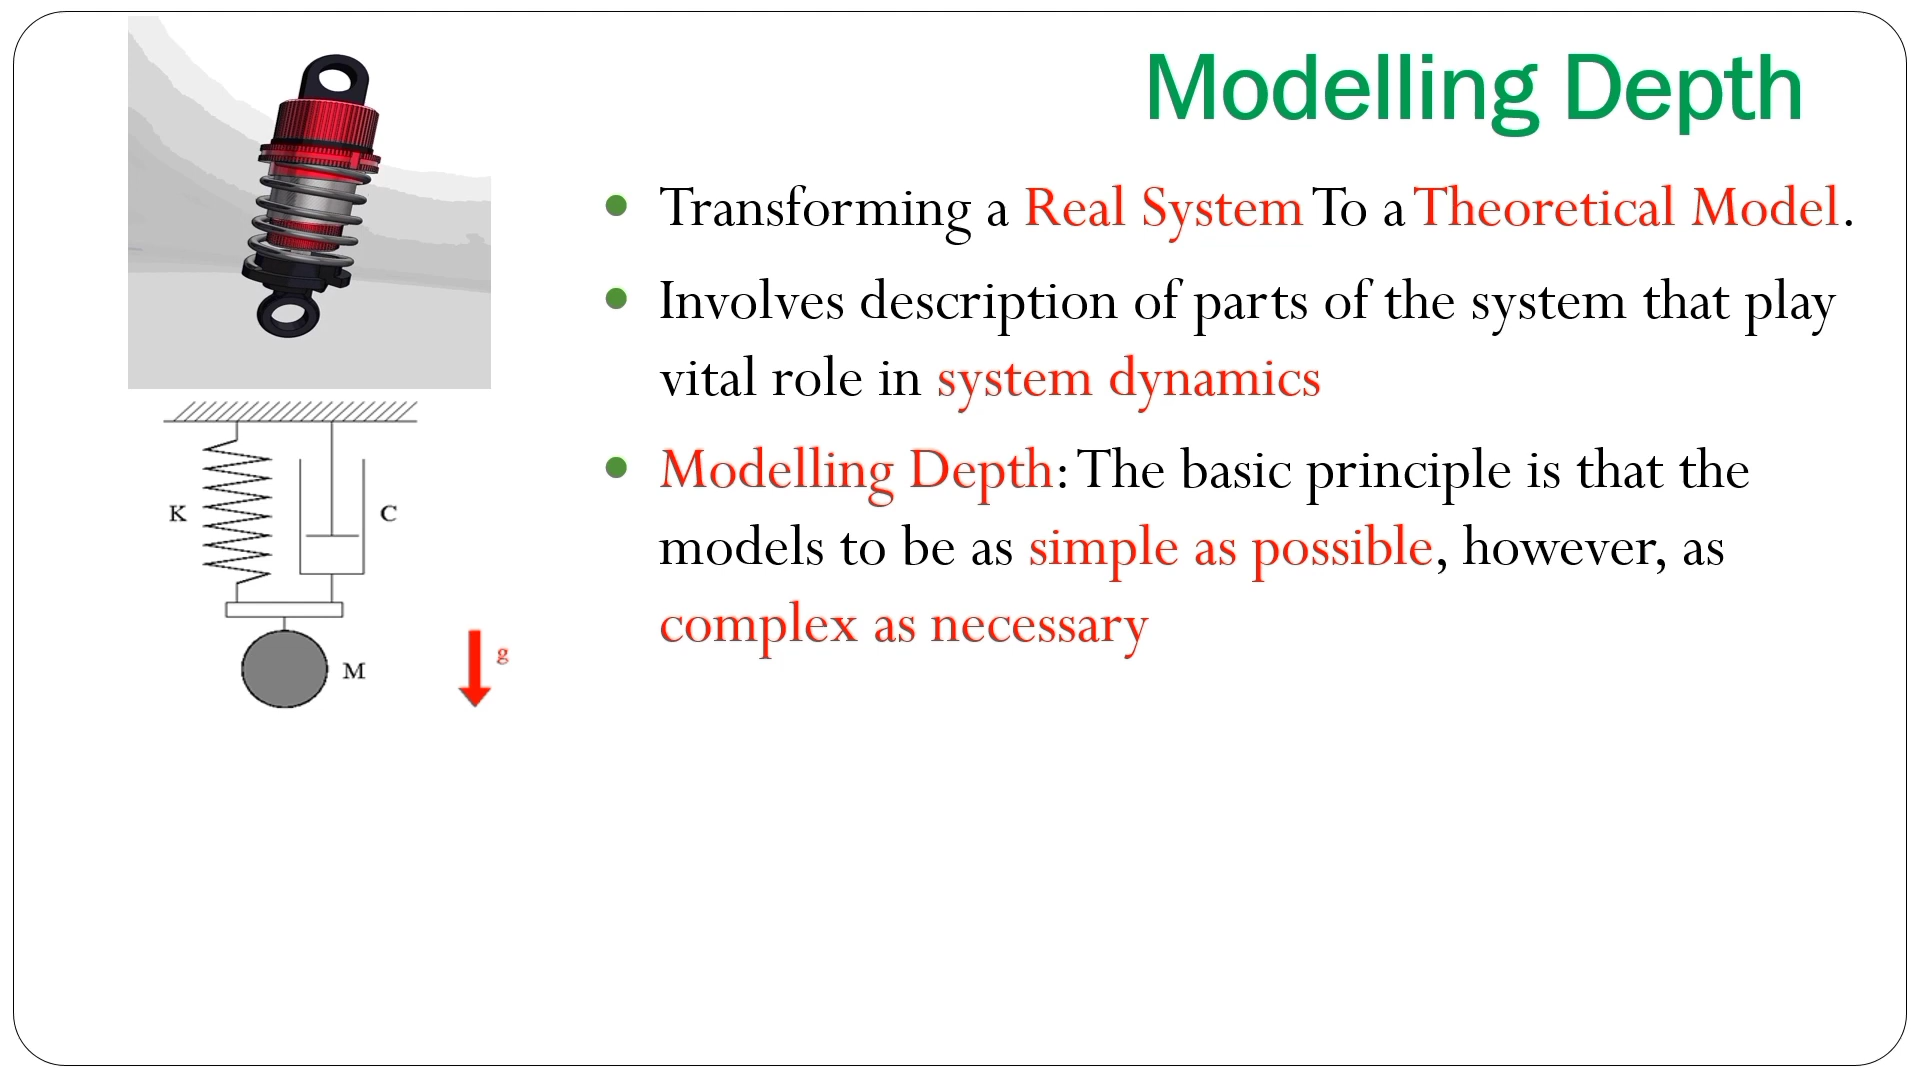 Modelling Depth
Transforming a Real System To a Theoretical Model.
Involves description of parts of the system that play
vital role in system dynamics
Modelling Depth: The basic principle is that the
models to be as simple as possible, however, as
complex as necessary
K
C
M
g